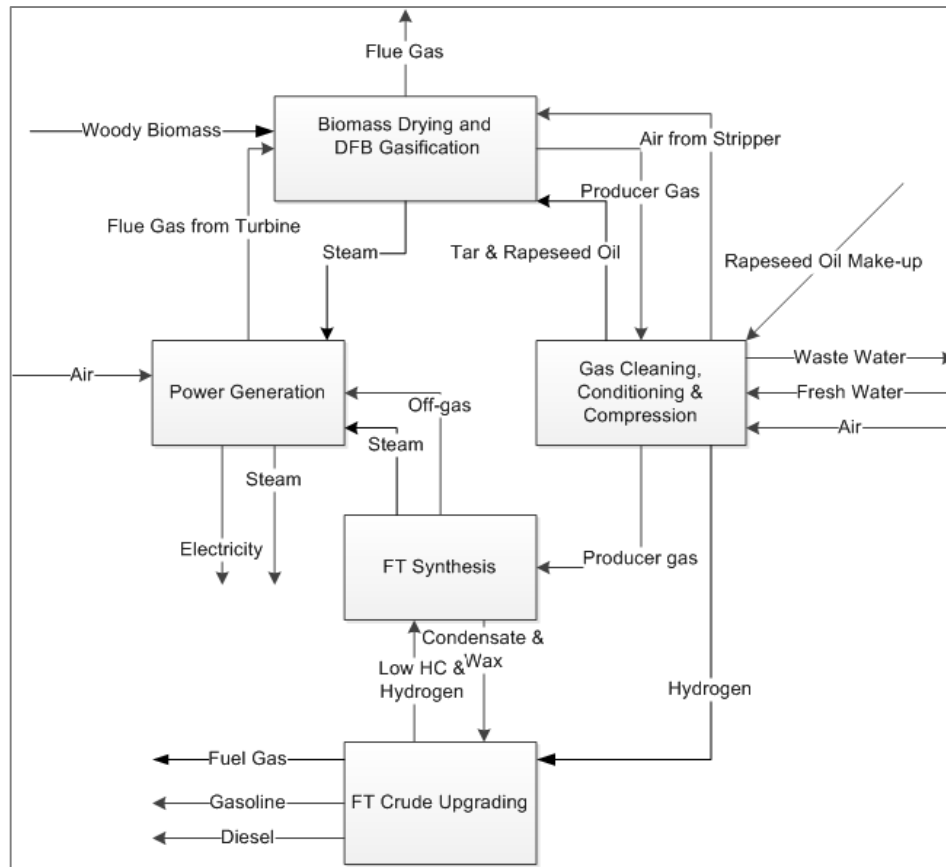 Flue Gas
Woody Biomass
Biomass Drying and
DFB Gasification
Air from Stripper
Producer Gas
Flue Gas from Turbine
Steam
Tar & Rapeseed Oil
Rapeseed Oil Make-up
Air
Power Generation
Off-gas
Steam
Gas Cleaning,
Conditioning &
Compression
Waste Water
Fresh Water
Air
Steam
Electricity
FT Synthesis
Producer gas
Condensate &
Wax
Low HC &
Hydrogen
Hydrogen
Fuel Gas
Gasoline
Diesel
FT Crude Upgrading